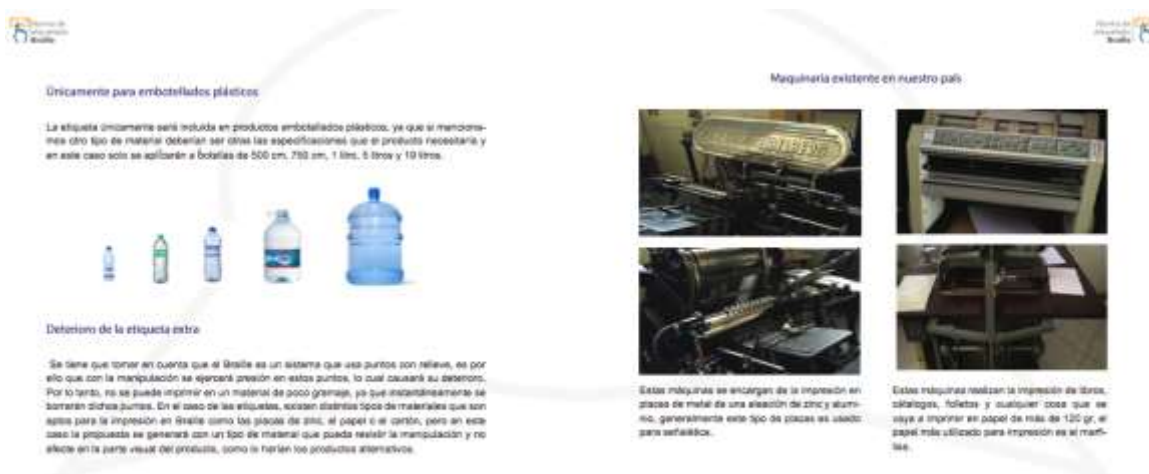 Norma de
etiquetado
Braille
Únicamente para embotellados plásticos
La etiqueta únicamente será incluida en productos embotellados plásticos, ya que si menciona-
mos otro tipo de material deberían ser otras las especificaciones que el producto necesitaría y
en este caso solo se aplicarán a botellas de 500 cm, 750 cm, 1 litro, 5 litros y 19 litros.
Deterioro de la etiqueta extra
Se tiene que tomar en cuenta que el Braille es un sistema que usa puntos con relieve, es por
ello que con la manipulación se ejercerá presión en estos puntos, lo cual causará su deterioro.
Por lo tanto, no se puede imprimir en un material de poco gramaje, ya que instantáneamente se
borrarán dichos puntos. En el caso de las etiquetas, existen distintos tipos de materiales que son
aptos para la impresión en Braille como las placas de zinc, el papel o el cartón, pero en este
caso la propuesta se generará con un tipo de material que pueda resistir la manipulación y no
afecte en la parte visual del producto, como lo harían los productos alternativos.
Norma de
etiquetado
Braille
Maquinaria existente en nuestro país
Estas máquinas se encargan de la impresión en
placas de metal de una aleación de zinc y alumi-
nio, generalmente este tipo de placas es usado
para señalética.
Estas máquinas realizan la impresión de libros,
catálogos, folletos y cualquier cosa que se
vaya a imprimir en papel de más de 120 gr, el
papel más utilizado para impresión es el marfi-
lise.